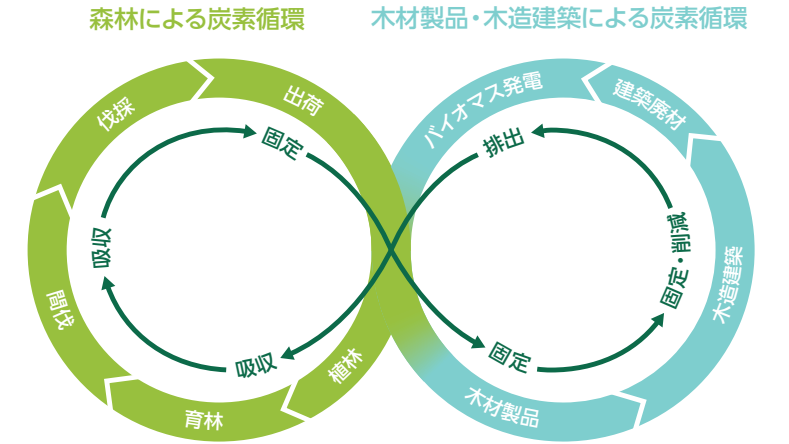 森林による炭素循環
木材製品・木造建築による炭素循環
出荷
伐採
間伐
育林
植林
固定
吸収
吸収
バイオマス発電
建築廃材
木造建築
木材製品
排出
固定・削減
固定